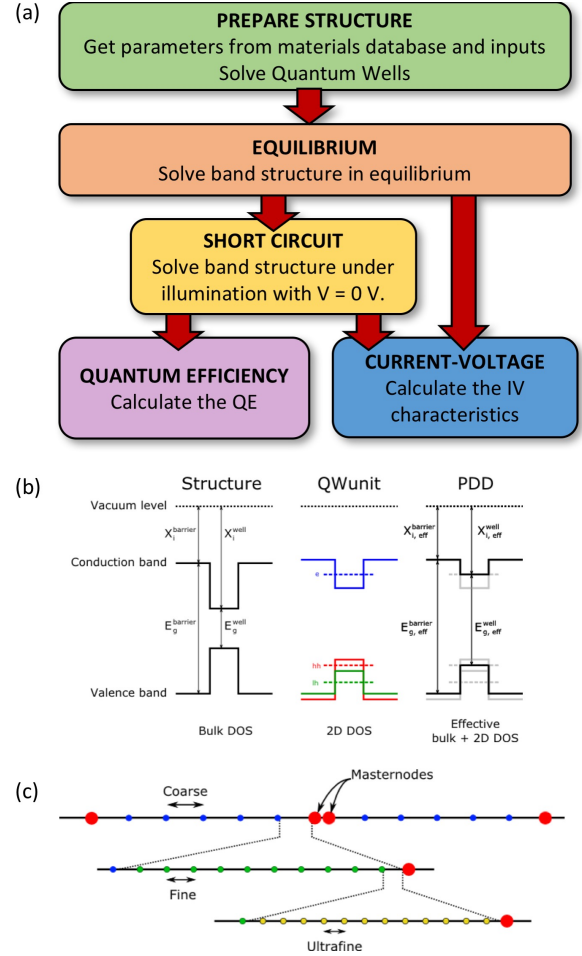 (a)
PREPARE STRUCTURE
Get parameters from materials database and inputs
Solve Quantum Wells
EQUILIBRIUM
Solve band structure in equilibrium
SHORT CIRCUIT
Solve band structure under
illumination with V = 0 V.
QUANTUM EFFICIENCY
Calculate the QE
CURRENT-VOLTAGE
Calculate the IV
characteristics
(b)
Structure
QWunit
PDD
Vacuum level
X_i^barrier
X_i^well
X_i, eff^barrier
X_i, eff^well
Conduction band
e
E_g^barrier
E_g^well
E_g, eff^barrier
E_g, eff^well
hh
lh
Valence band
Bulk DOS
2D DOS
Effective
bulk + 2D DOS
(c)
Masternodes
Coarse
Fine
Ultrafine